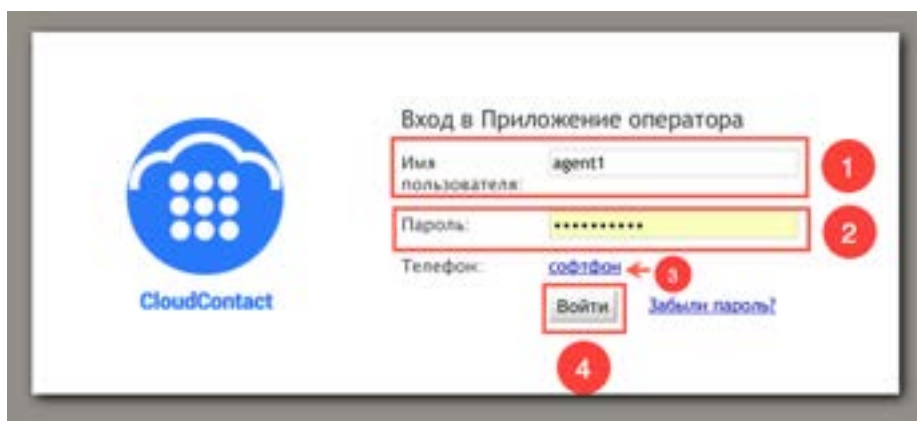 Вход в Приложение оператора
Имя
пользователя:
agent1
1
Пароль:
••••••••••
2
Телефон:
софтфон
3
Войти
Забыли пароль?
4
CloudContact